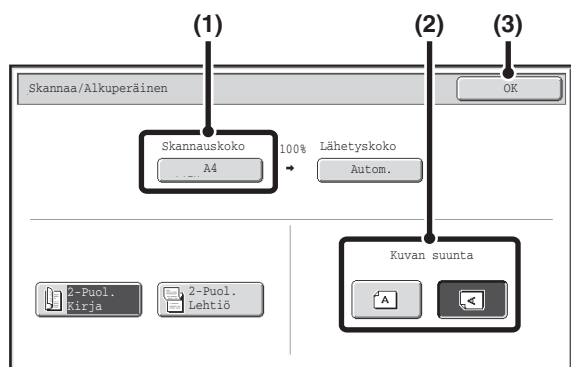 (1) (2) (3)
Skannaa/Alkuperäinen OK
Skannauskoko 100% Lähetyskoko
A4 Autom.
Kuvan suunta
2-Puol.
Kirja
2-Puol.
Lehtiö
A A